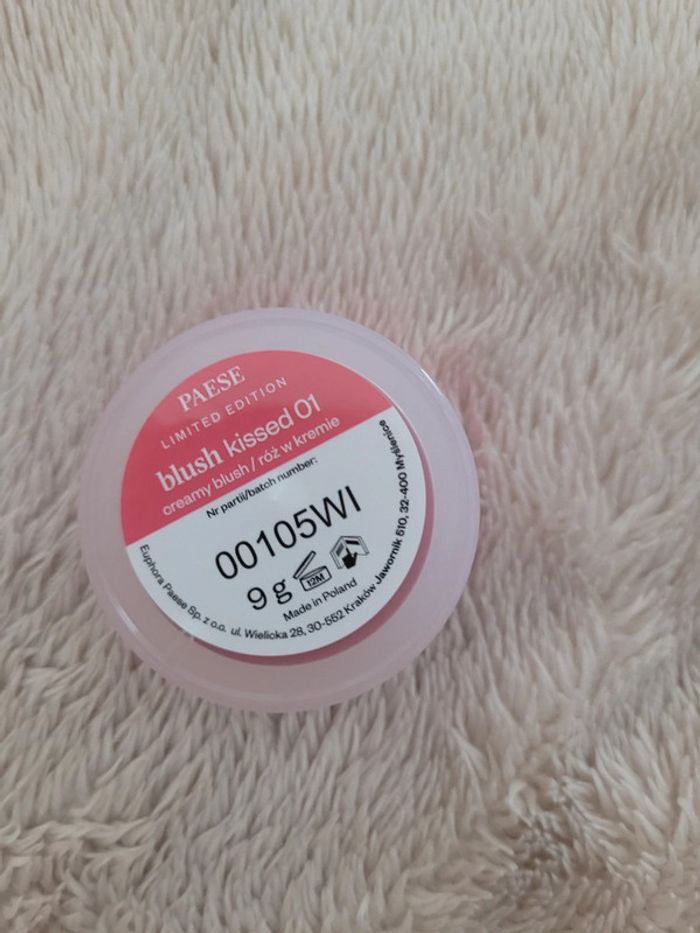 PAESE
LIMITED EDITION
blush kissed 01
creamy blush / róż w kremie
Nr partii/batch number:
00105WI
9 g 12M
Made in Poland
Euphora Paese Sp. z o.o. ul. Wielicka 28, 30-552 Kraków Jawornik 610, 32-400 Myślenice